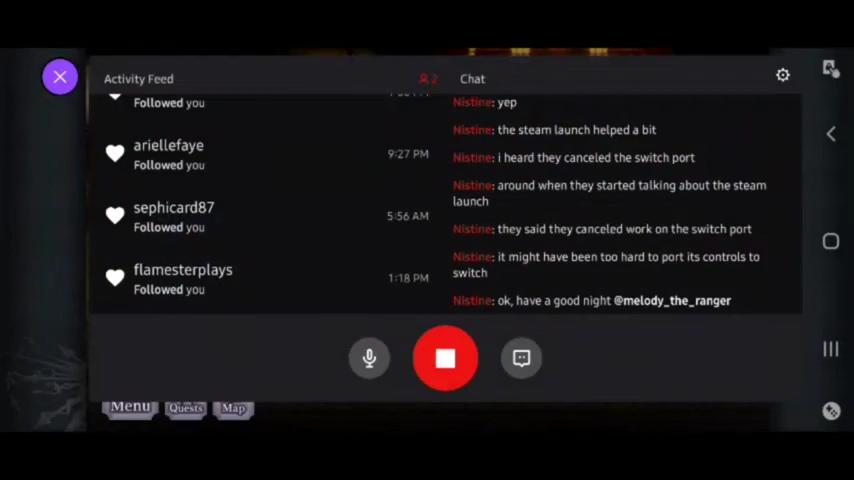 Activity Feed
2
Chat
Followed you
ariellefaye
9:27 PM
Followed you
sephicard87
5:56 AM
Followed you
flamesterplays
1:18 PM
Followed you
Nistine: yep
Nistine: the steam launch helped a bit
Nistine: i heard they canceled the switch port
Nistine: around when they started talking about the steam
launch
Nistine: they said they canceled work on the switch port
Nistine: it might have been too hard to port its controls to
switch
Nistine: ok, have a good night @melody_the_ranger
Menu
Quests
Map